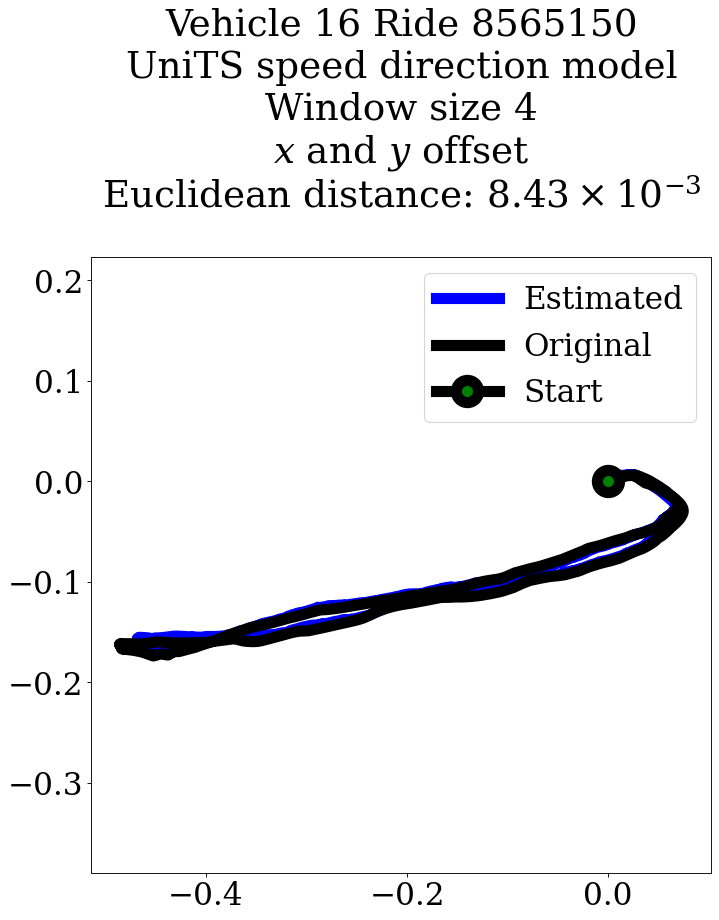 Vehicle 16 Ride 8565150
UniTS speed direction model
Window size 4
x and y offset
Euclidean distance: 8.43 × 10⁻³
Estimated
Original
Start
0.2
0.1
0.0
−0.1
−0.2
−0.3
−0.4 −0.2 0.0